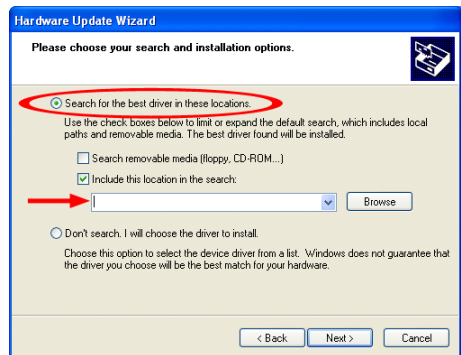 Hardware Update Wizard
Please choose your search and installation options.
Search for the best driver in these locations.
Use the check boxes below to limit or expand the default search, which includes local
paths and removable media. The best driver found will be installed.
Search removable media (floppy, CD-ROM...)
Include this location in the search:
Browse
Don't search. I will choose the driver to install.
Choose this option to select the device driver from a list. Windows does not guarantee that
the driver you choose will be the best match for your hardware.
< Back Next > Cancel